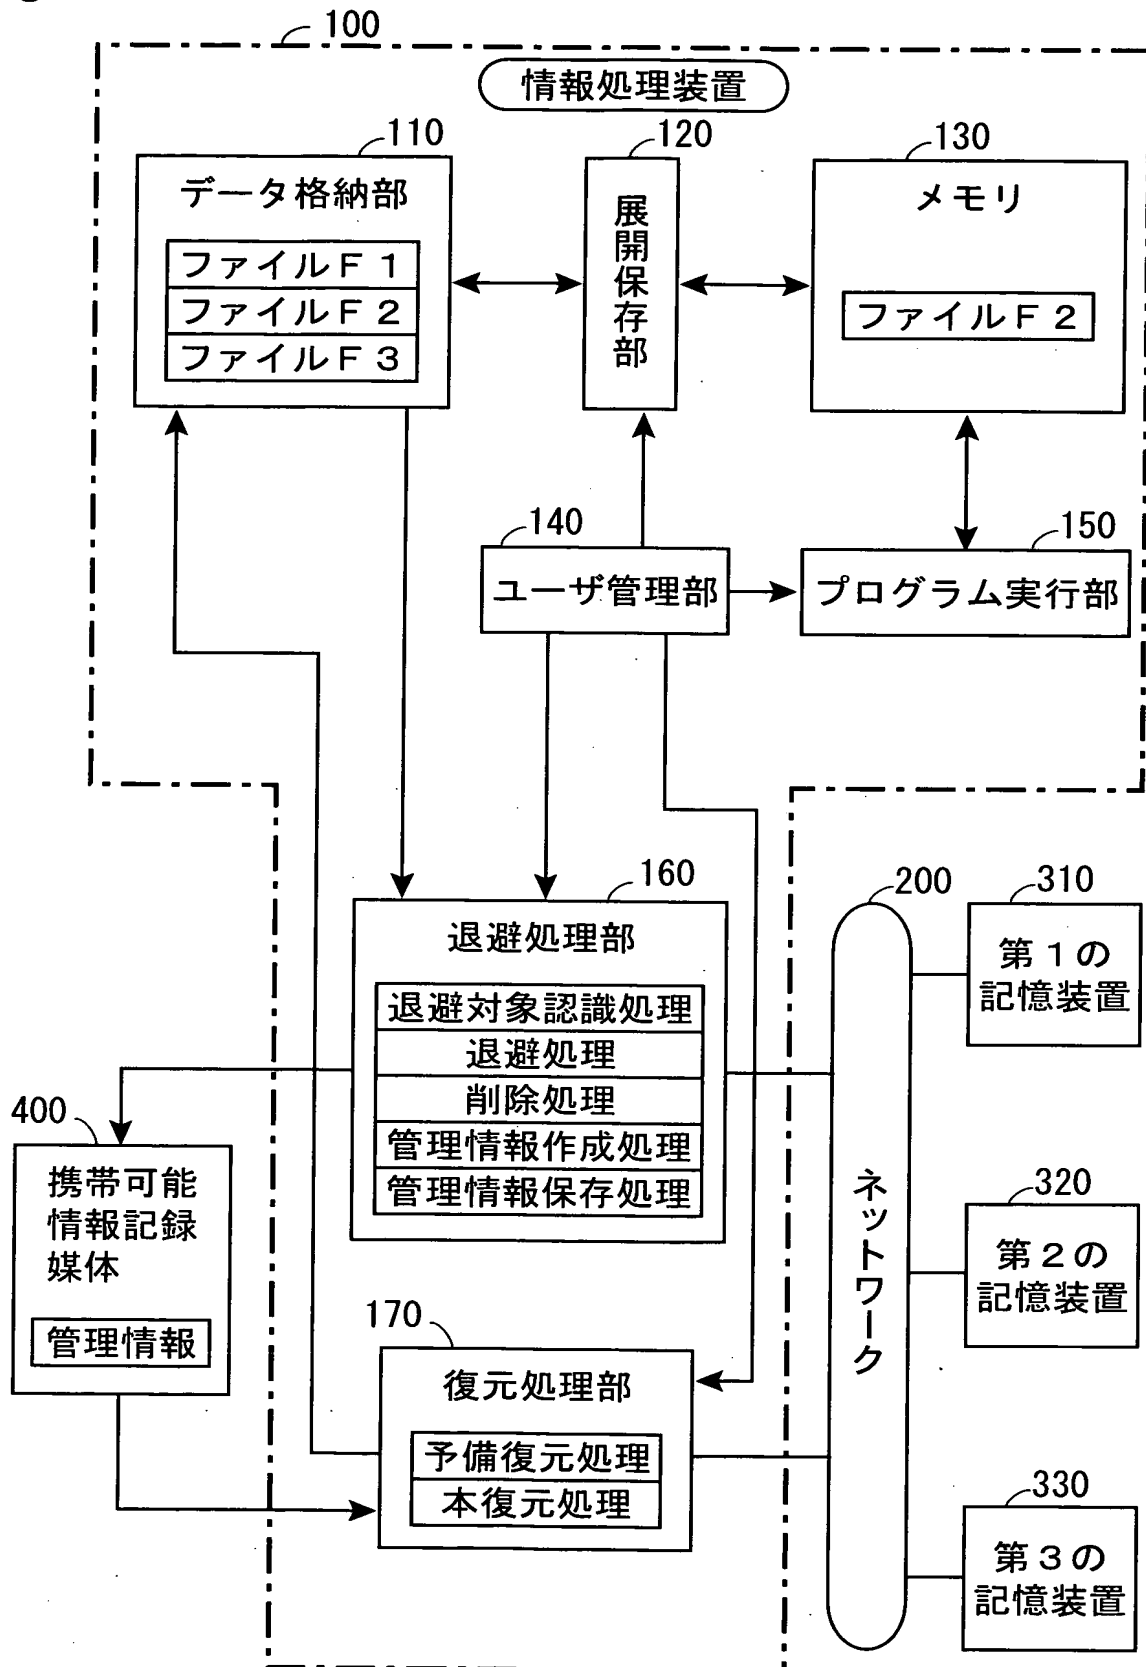 100
情報処理装置
110
データ格納部
ファイルF1
ファイルF2
ファイルF3
120
展開保存部
130
メモリ
ファイルF2
140
ユーザ管理部
150
プログラム実行部
160
退避処理部
退避対象認識処理
退避処理
削除処理
管理情報作成処理
管理情報保存処理
200
ネットワーク
310
第1の
記憶装置
320
第2の
記憶装置
330
第3の
記憶装置
400
携帯可能
情報記録
媒体
管理情報
170
復元処理部
予備復元処理
本復元処理